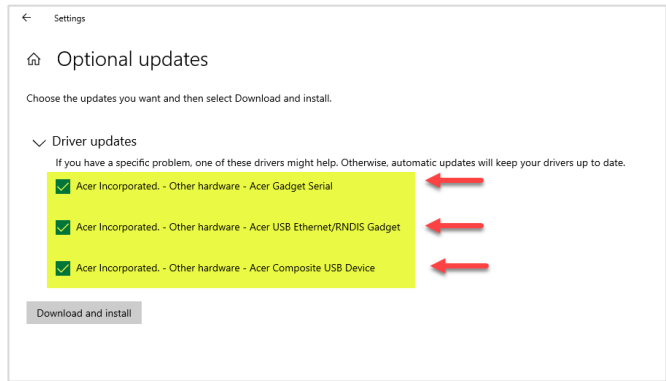 Settings
Optional updates
Choose the updates you want and then select Download and install.
Driver updates
If you have a specific problem, one of these drivers might help. Otherwise, automatic updates will keep your drivers up to date.
Acer Incorporated. - Other hardware - Acer Gadget Serial
Acer Incorporated. - Other hardware - Acer USB Ethernet/RNDIS Gadget
Acer Incorporated. - Other hardware - Acer Composite USB Device
Download and install